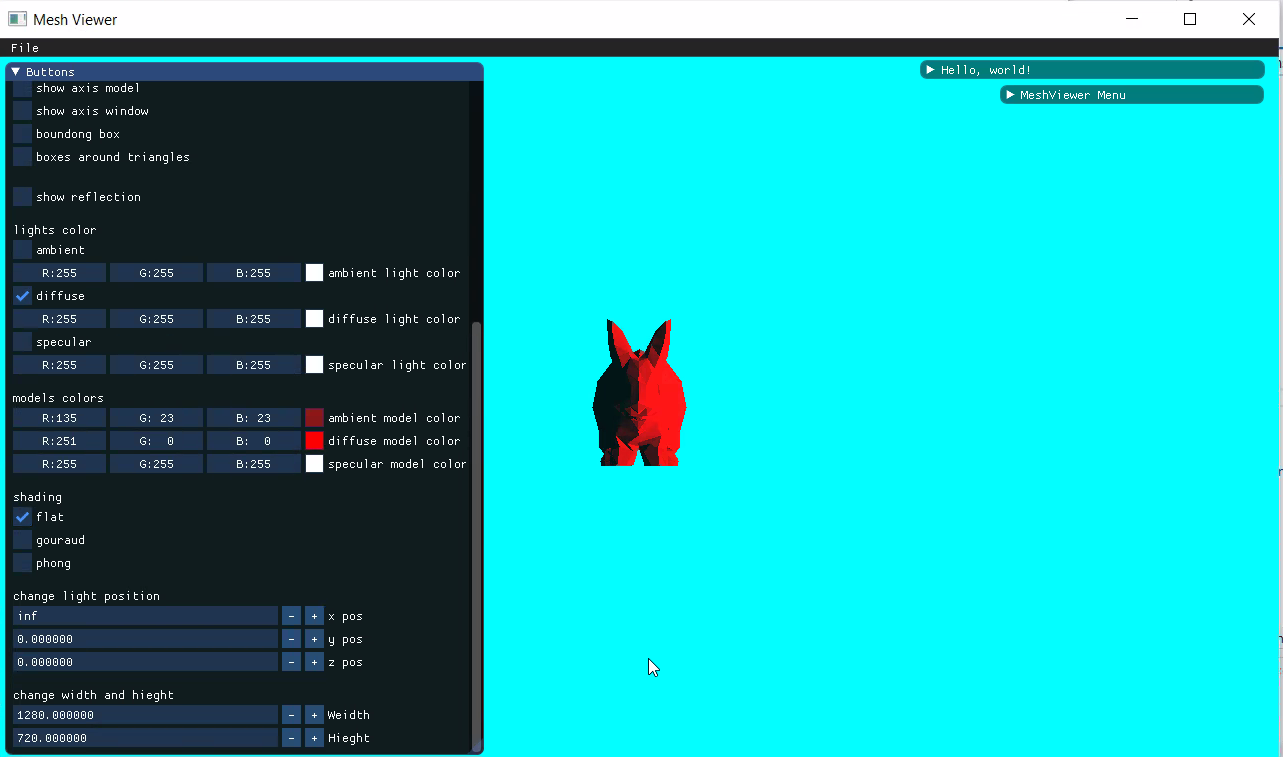 Mesh Viewer
File
Buttons
Hello, world!
MeshViewer Menu
show axis model
show axis window
boundong box
boxes around triangles
show reflection
lights color
ambient
R:255 G:255 B:255 ambient light color
diffuse
R:255 G:255 B:255 diffuse light color
specular
R:255 G:255 B:255 specular light color
models colors
R:135 G: 23 B: 23 ambient model color
R:251 G: 0 B: 0 diffuse model color
R:255 G:255 B:255 specular model color
shading
flat
gouraud
phong
change light position
inf - + x pos
0.000000 - + y pos
0.000000 - + z pos
change width and hieght
1280.000000 - + Weidth
720.000000 - + Hieght